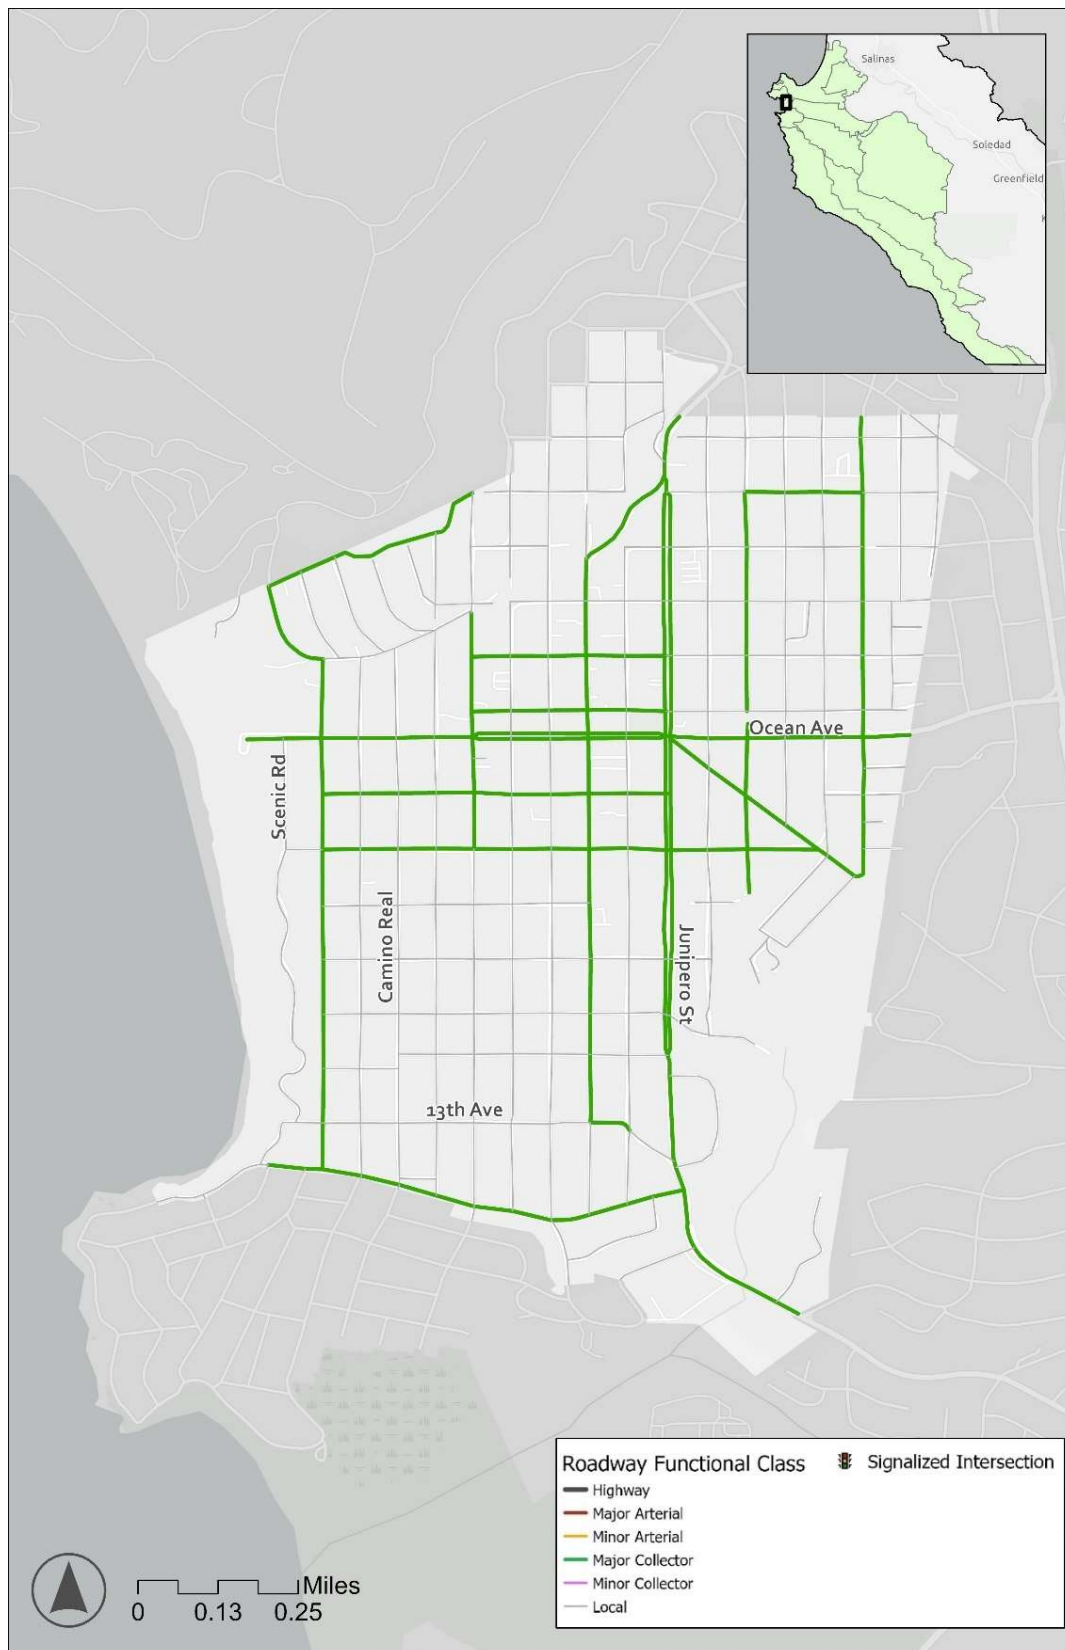 Salinas
Soledad
Greenfield
K
Ocean Ave
Scenic Rd
Camino Real
Junipero St
13th Ave
Roadway Functional Class
Signalized Intersection
Highway
Major Arterial
Minor Arterial
Major Collector
Minor Collector
Local
Miles
0 0.13 0.25